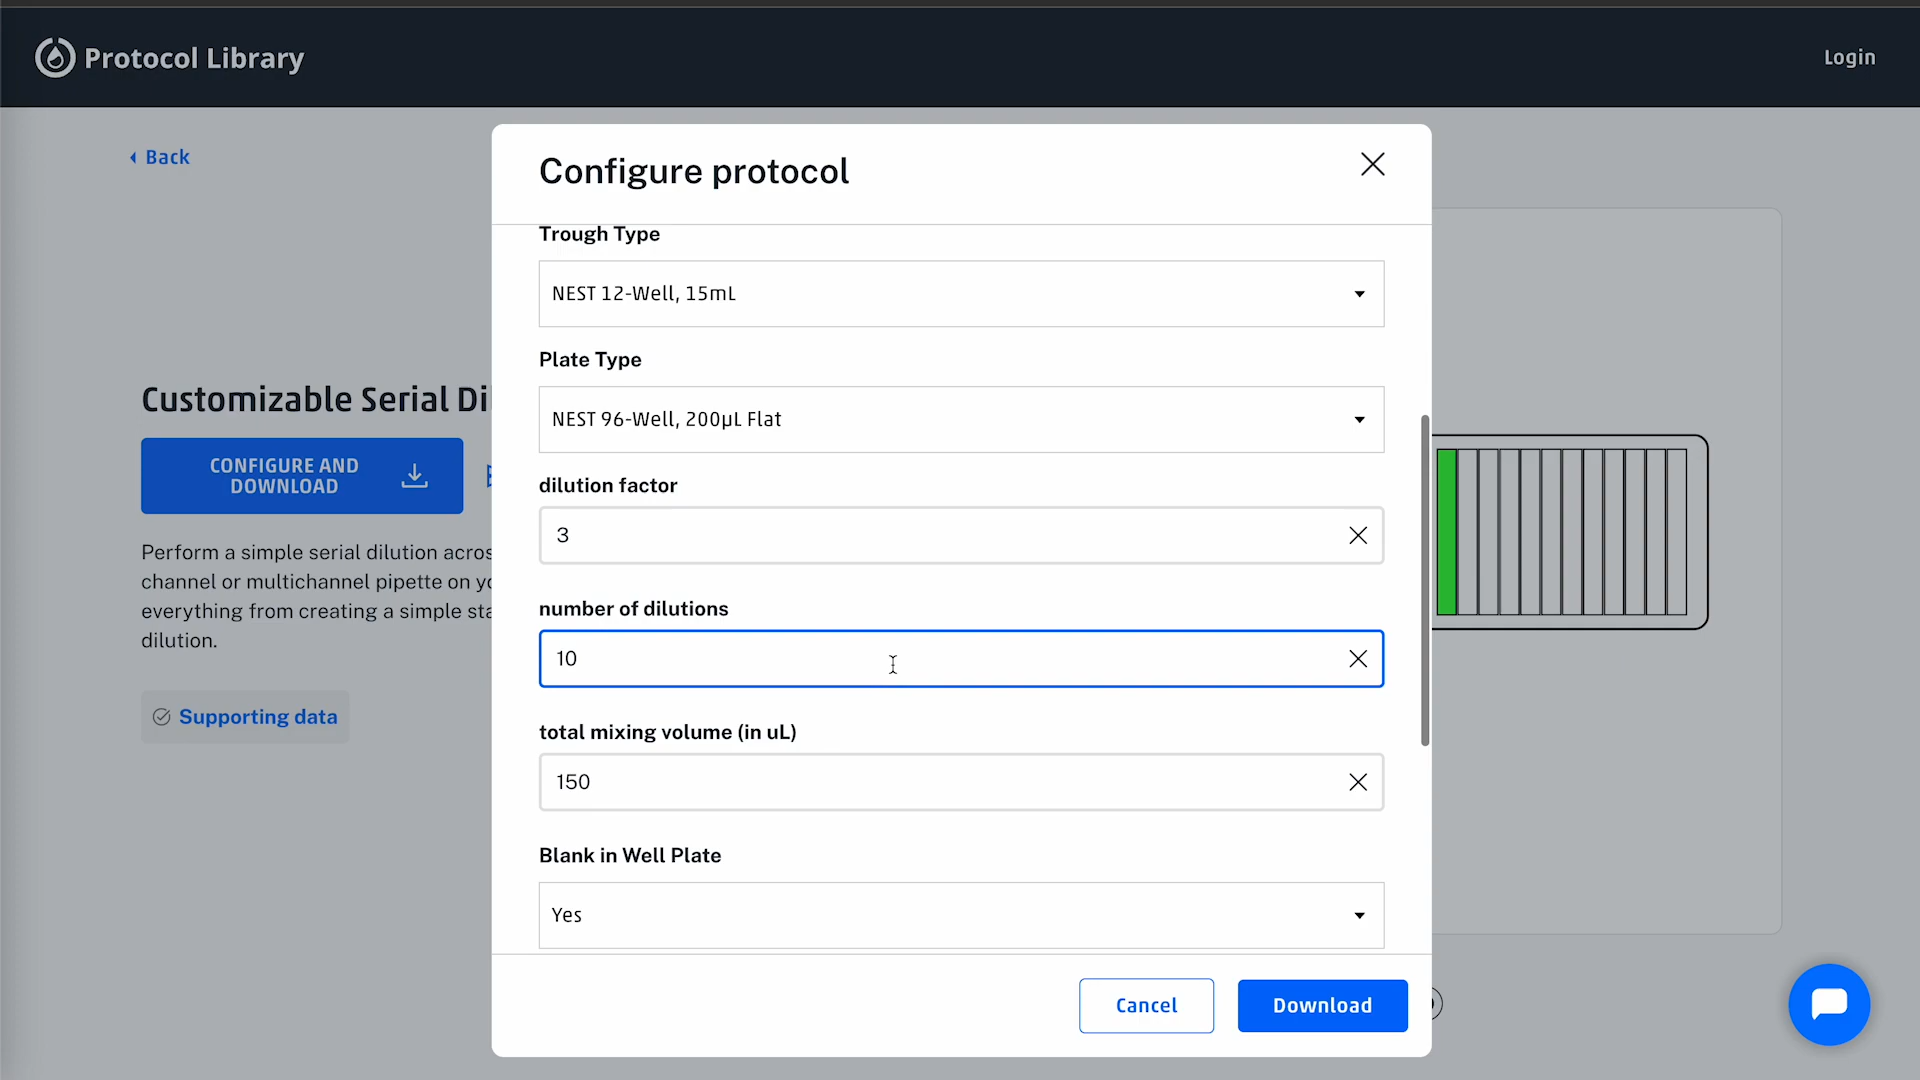 Protocol Library
Login
Back
Configure protocol
Trough Type
NEST 12-Well, 15mL
Plate Type
NEST 96-Well, 200µL Flat
dilution factor
3
number of dilutions
10
total mixing volume (in uL)
150
Blank in Well Plate
Yes
Cancel
Download
Customizable Serial Di
CONFIGURE AND
DOWNLOAD
Perform a simple serial dilution
channel or multichannel pipette on
everything from creating a simple
dilution.
Supporting data